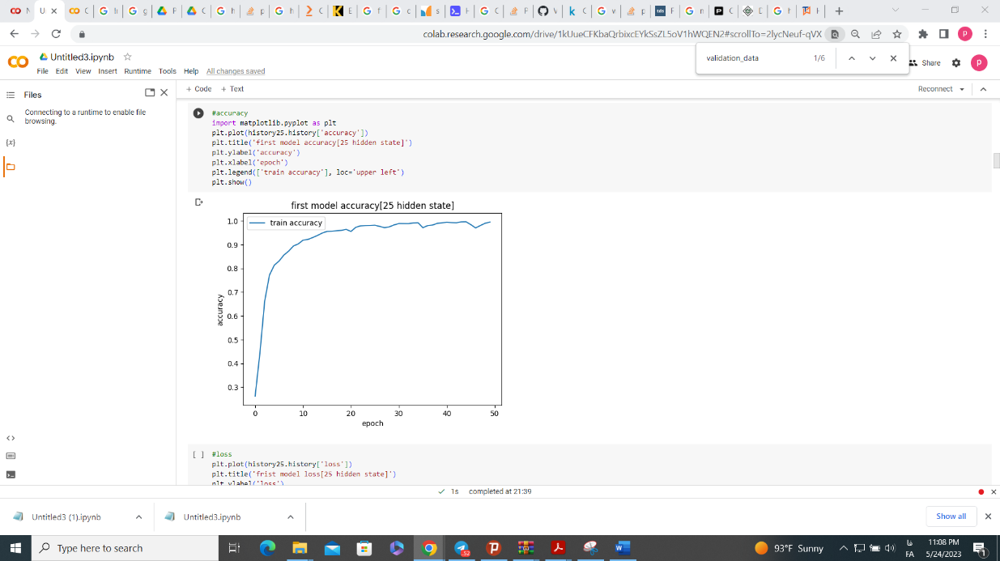 colab.research.google.com/drive/1kUueCFKbaQrbixcEYkSsZL5oV1hWQEN2#scrollTo=2lycNeuf-qVX
validation_data 1/6
Untitled3.ipynb
File Edit View Insert Runtime Tools Help All changes saved
Share
P
Files
+ Code + Text
Reconnect
Connecting to a runtime to enable file
browsing.
{x}
#accuracy
import matplotlib.pyplot as plt
plt.plot(history25.history['accuracy'])
plt.title('first model accuracy[25 hidden state]')
plt.ylabel('accuracy')
plt.xlabel('epoch')
plt.legend(['train accuracy'], loc='upper left')
plt.show()
first model accuracy[25 hidden state]
train accuracy
1.0
0.9
0.8
0.7
0.6
0.5
0.4
0.3
accuracy
0 10 20 30 40 50
epoch
[ ] #loss
plt.plot(history25.history['loss'])
plt.title('frist model loss[25 hidden state]')
plt.ylabel('loss')
1s completed at 21:39
Untitled3 (1).ipynb
Untitled3.ipynb
Show all
Type here to search
93°F Sunny
فا
FA
11:08 PM
5/24/2023